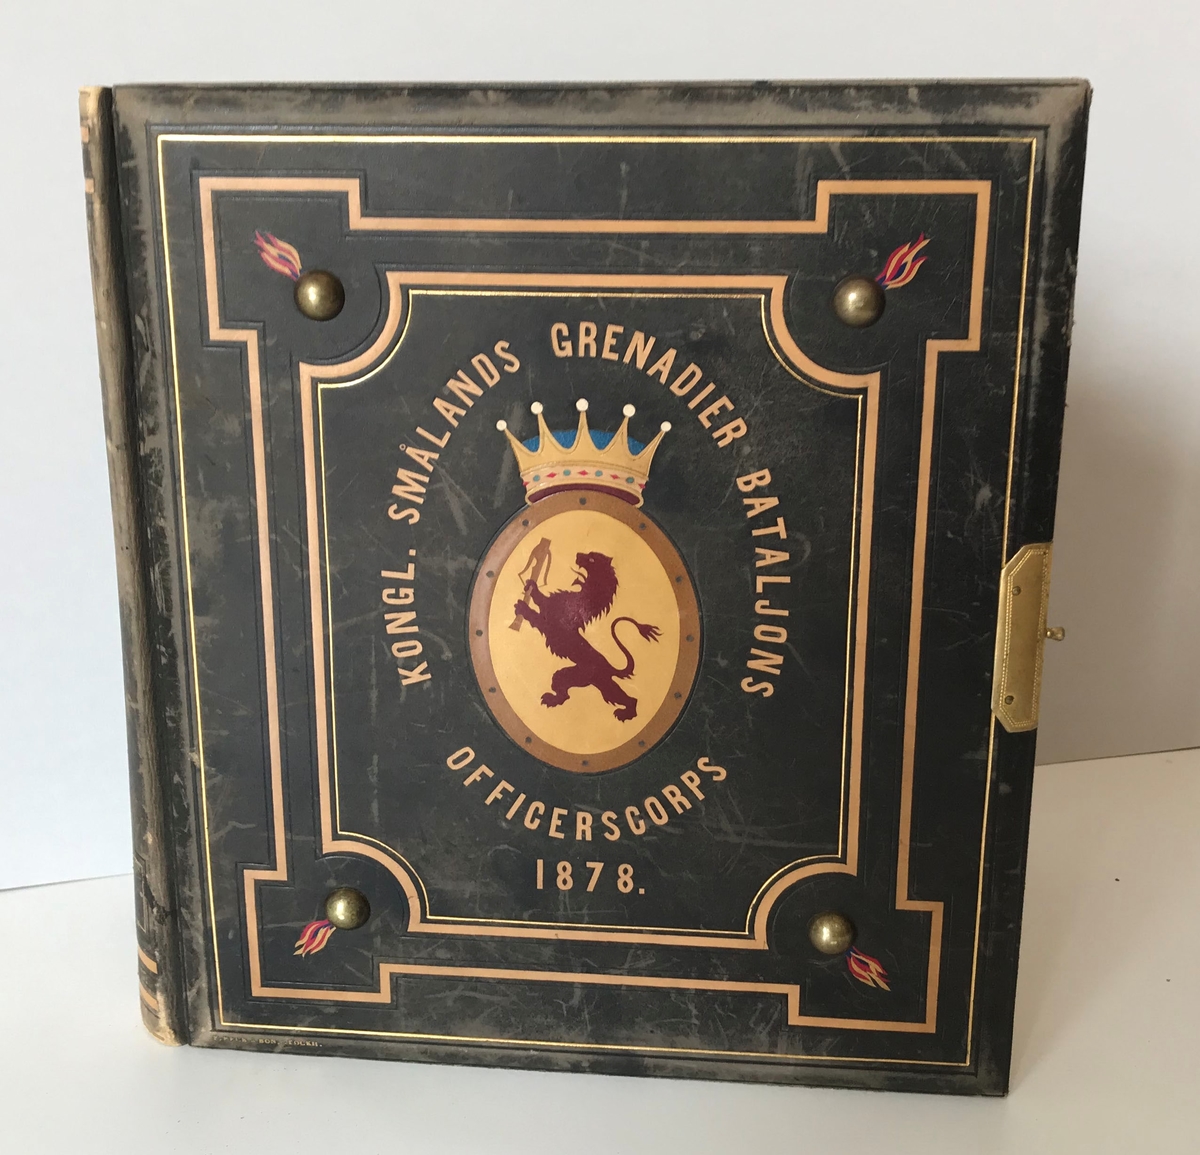 KONGL. SMÅLANDS GRENADIER BATALJONS
OFFICERSCORPS
1878.